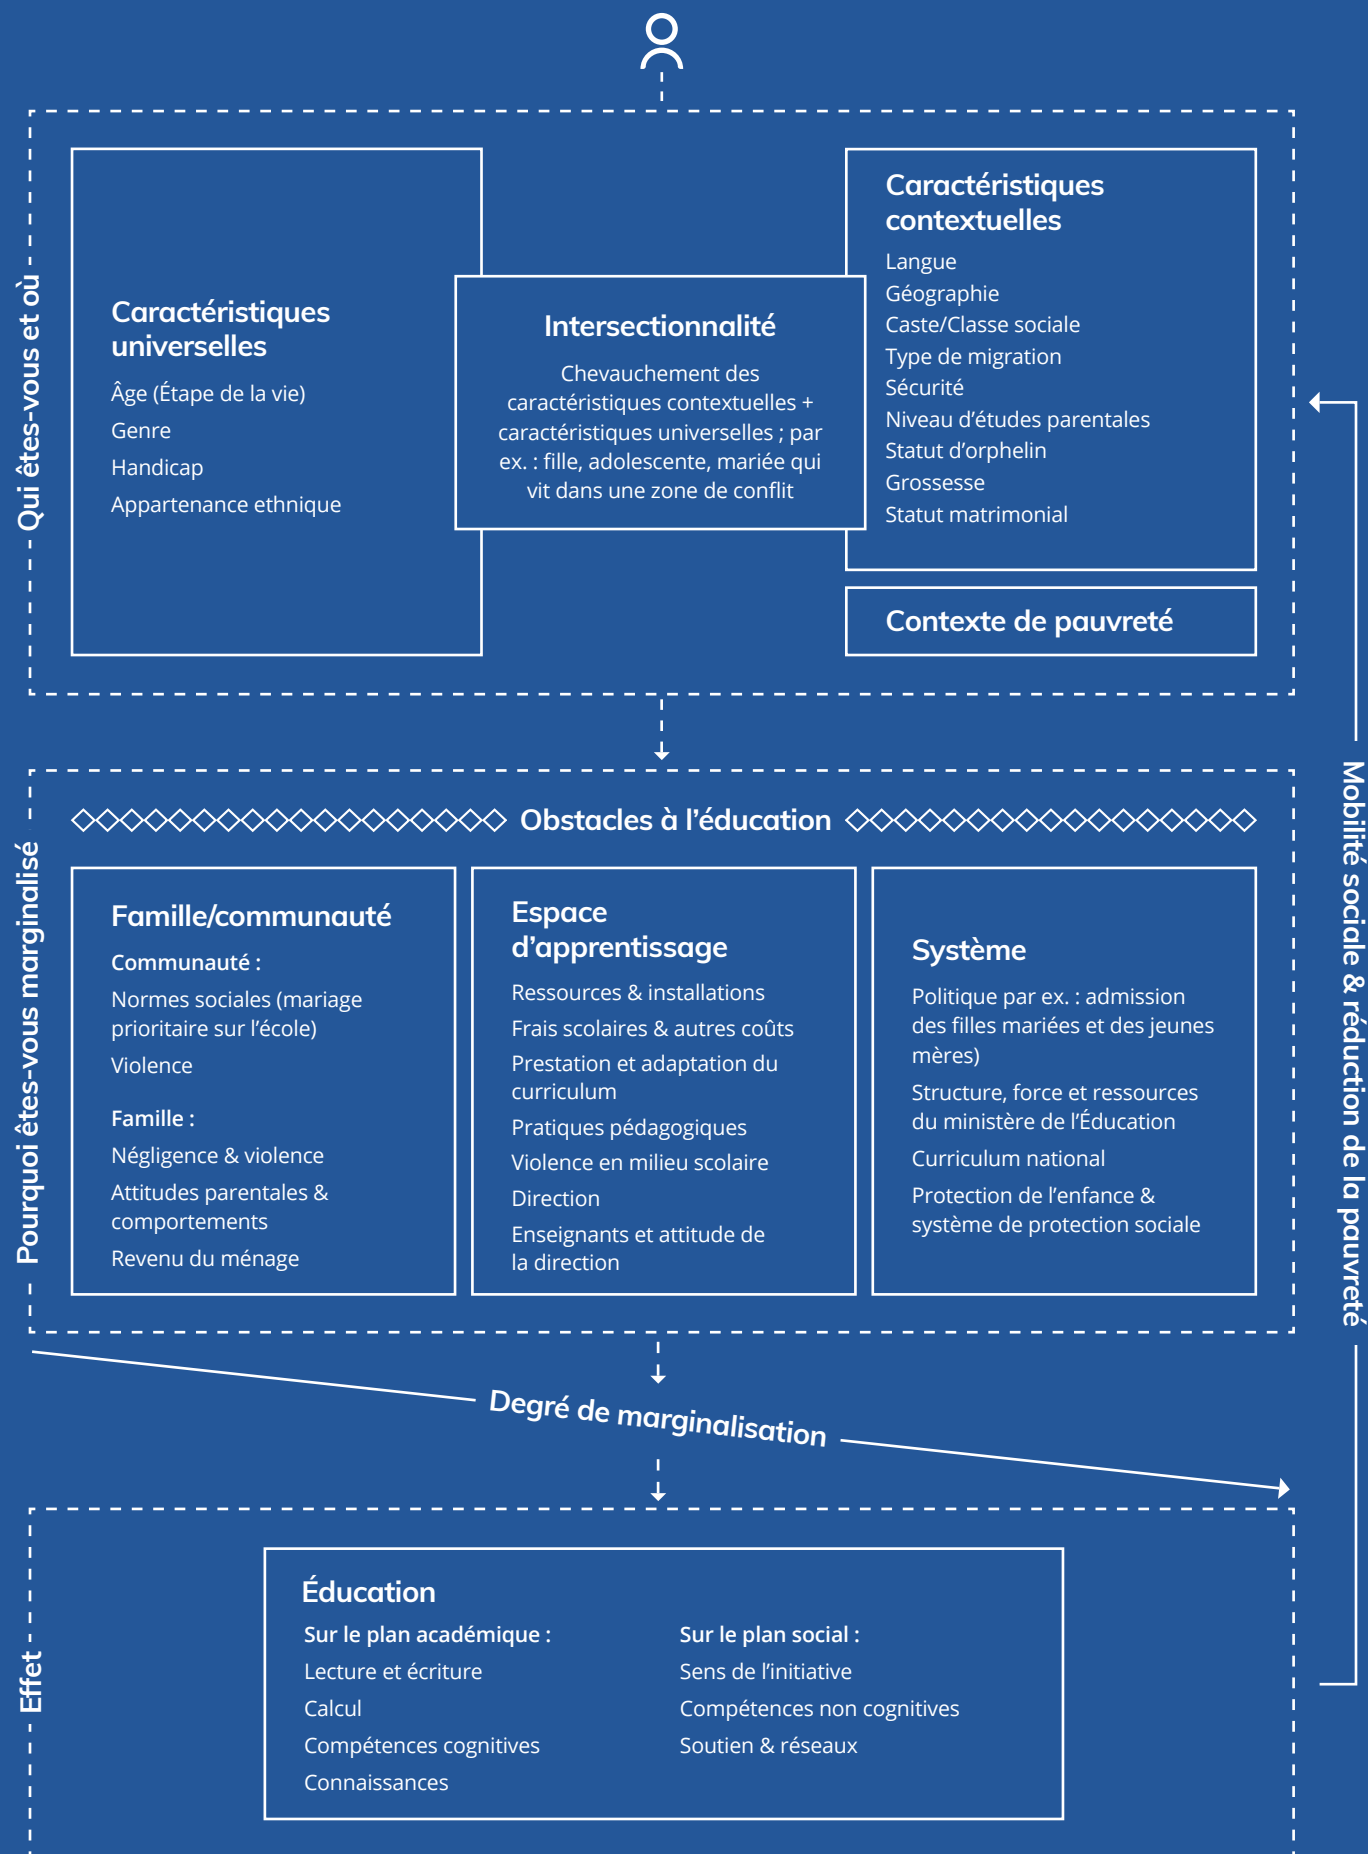 Qui êtes-vous et où
Caractéristiques
universelles
Âge (Étape de la vie)
Genre
Handicap
Appartenance ethnique
Intersectionnalité
Chevauchement des
caractéristiques contextuelles +
caractéristiques universelles ; par
ex. : fille, adolescente, mariée qui
vit dans une zone de conflit
Caractéristiques
contextuelles
Langue
Géographie
Caste/Classe sociale
Type de migration
Sécurité
Niveau d’études parentales
Statut d’orphelin
Grossesse
Statut matrimonial
Contexte de pauvreté
Pourquoi êtes-vous marginalisé
Obstacles à l’éducation
Famille/communauté
Communauté :
Normes sociales (mariage
prioritaire sur l’école)
Violence
Famille :
Négligence & violence
Attitudes parentales &
comportements
Revenu du ménage
Espace
d’apprentissage
Ressources & installations
Frais scolaires & autres coûts
Prestation et adaptation du
curriculum
Pratiques pédagogiques
Violence en milieu scolaire
Direction
Enseignants et attitude de
la direction
Système
Politique par ex. : admission
des filles mariées et des jeunes
mères)
Structure, force et ressources
du ministère de l’Éducation
Curriculum national
Protection de l’enfance &
système de protection sociale
Mobilité sociale & réduction de la pauvreté
Degré de marginalisation
Effet
Éducation
Sur le plan académique :
Lecture et écriture
Calcul
Compétences cognitives
Connaissances
Sur le plan social :
Sens de l’initiative
Compétences non cognitives
Soutien & réseaux